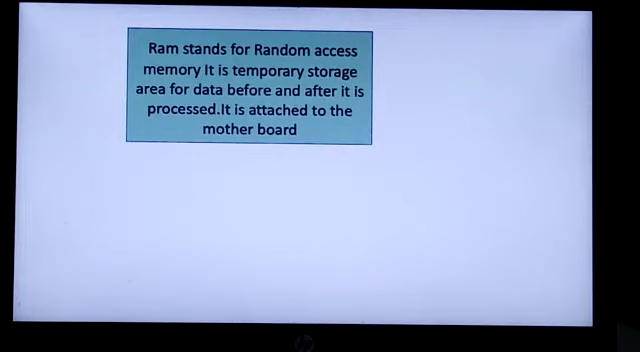 Ram stands for Random access
memory It is temporary storage
area for data before and after it is
processed.It is attached to the
mother board